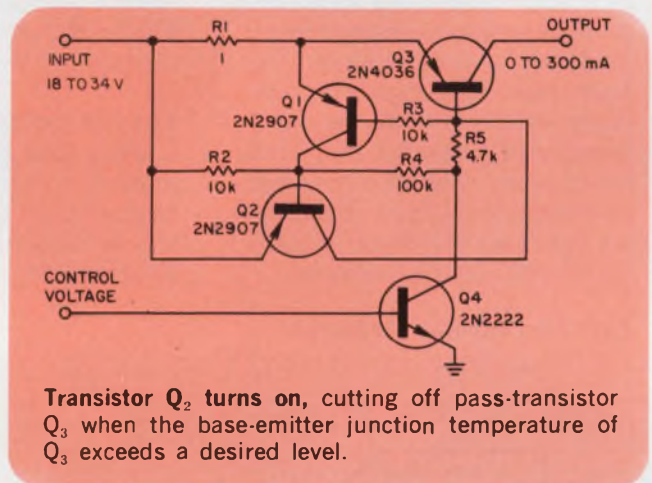 R1
1
INPUT
18 TO 34 V
Q3
2N4036
OUTPUT
0 TO 300 mA
Q1
2N2907
R3
10k
R5
4.7k
R2
10k
R4
100k
Q2
2N2907
CONTROL
VOLTAGE
Q4
2N2222
Transistor Q₂ turns on, cutting off pass-transistor
Q₃ when the base-emitter junction temperature of
Q₃ exceeds a desired level.